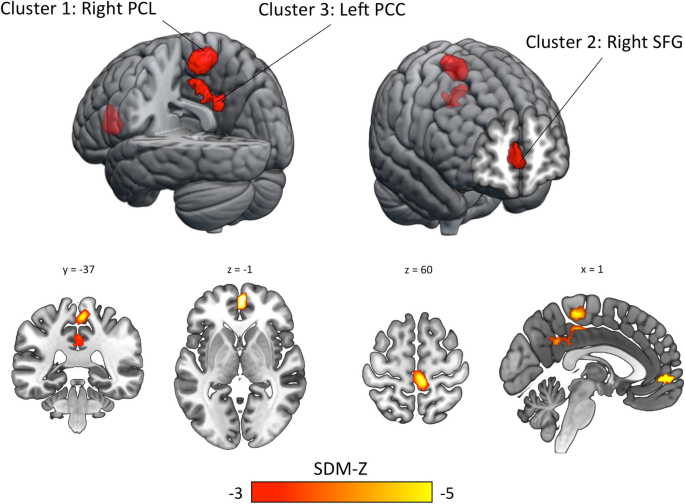 Cluster 1: Right PCL
Cluster 3: Left PCC
Cluster 2: Right SFG
y = -37
z = -1
z = 60
x = 1
SDM-Z
-3
-5